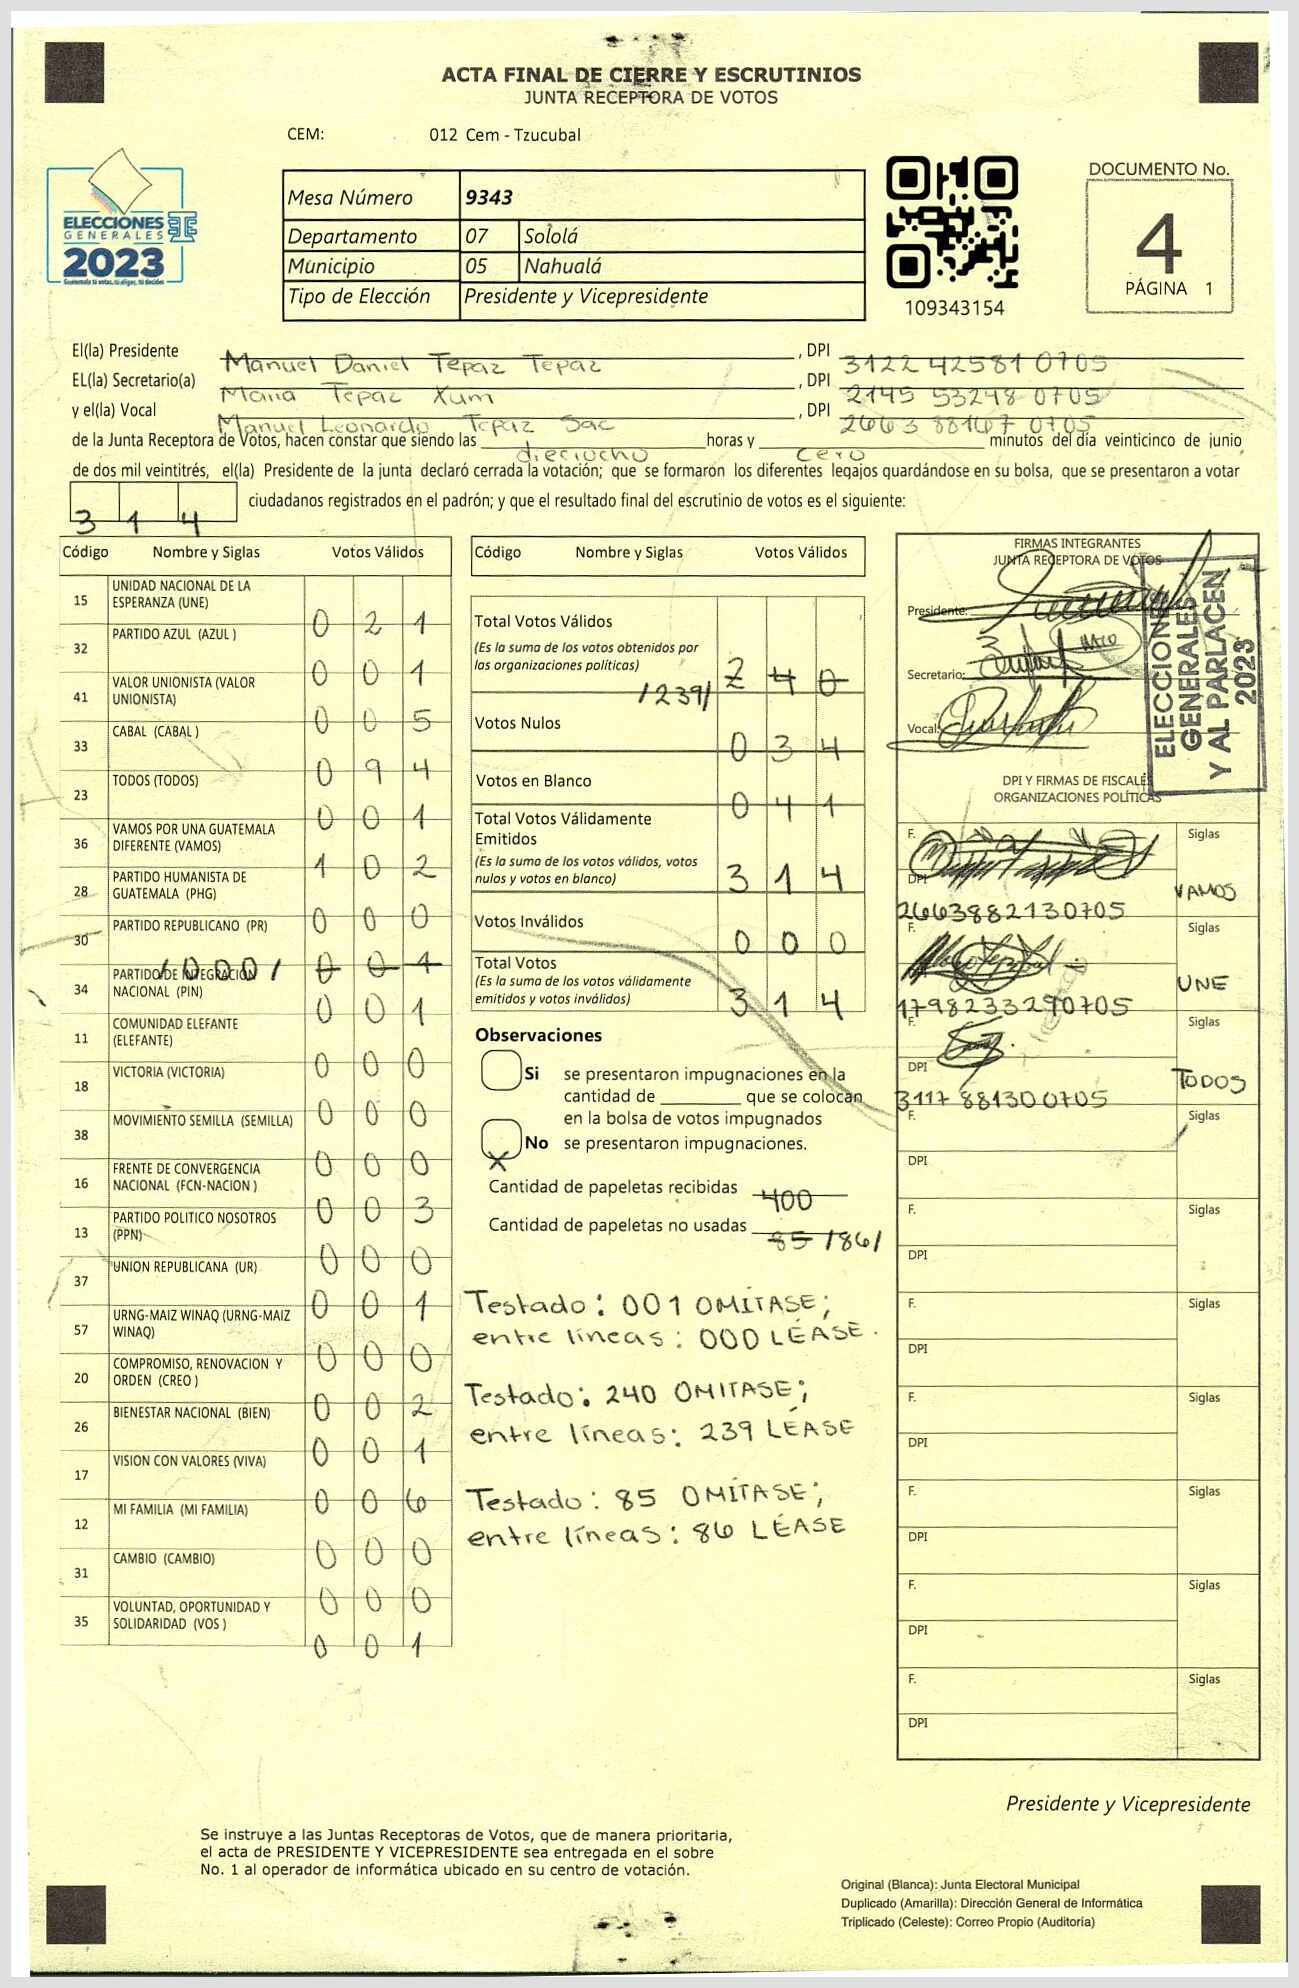 ACTA FINAL DE CIERRE Y ESCRUTINIOS
JUNTA RECEPTORA DE VOTOS
CEM: 012 Cem - Tzucubal
ELECCIONES
GENERALES
2023
Mesa Número 9343
Departamento 07 Sololá
Municipio 05 Nahualá
Tipo de Elección Presidente y Vicepresidente
109343154
DOCUMENTO No.
4
PÁGINA 1
El(la) Presidente Manuel Daniel Tepaz Tepaz , DPI 3122 42581 0705
EL(la) Secretario(a) Maria Tepaz Xum , DPI 2145 53248 0705
y el(la) Vocal Manuel Leonardo Tepaz Sac , DPI 2663 88167 0705
de la Junta Receptora de Votos, hacen constar que siendo las dieciocho horas y cero minutos del día veinticinco de junio
de dos mil veintitrés, el(la) Presidente de la junta declaró cerrada la votación; que se formaron los diferentes legajos guardándose en su bolsa, que se presentaron a votar
3 1 4 ciudadanos registrados en el padrón; y que el resultado final del escrutinio de votos es el siguiente:
Código Nombre y Siglas Votos Válidos
15 UNIDAD NACIONAL DE LA ESPERANZA (UNE) 0 2 1
32 PARTIDO AZUL (AZUL ) 0 0 1
41 VALOR UNIONISTA (VALOR UNIONISTA) 0 0 5
33 CABAL (CABAL ) 0 9 4
23 TODOS (TODOS) 0 0 1
36 VAMOS POR UNA GUATEMALA DIFERENTE (VAMOS) 1 0 2
28 PARTIDO HUMANISTA DE GUATEMALA (PHG) 0 0 0
30 PARTIDO REPUBLICANO (PR) /000/ 0 0 1
34 PARTIDO DE INTEGRACION NACIONAL (PIN) 0 0 1
11 COMUNIDAD ELEFANTE (ELEFANTE) 0 0 0
18 VICTORIA (VICTORIA) 0 0 0
38 MOVIMIENTO SEMILLA (SEMILLA) 0 0 0
16 FRENTE DE CONVERGENCIA NACIONAL (FCN-NACION ) 0 0 3
13 PARTIDO POLITICO NOSOTROS (PPN) 0 0 0
37 UNION REPUBLICANA (UR) 0 0 1
57 URNG-MAIZ WINAQ (URNG-MAIZ WINAQ) 0 0 0
20 COMPROMISO, RENOVACION Y ORDEN (CREO ) 0 0 2
26 BIENESTAR NACIONAL (BIEN) 0 0 1
17 VISION CON VALORES (VIVA) 0 0 6
12 MI FAMILIA (MI FAMILIA) 0 0 0
31 CAMBIO (CAMBIO) 0 0 0
35 VOLUNTAD, OPORTUNIDAD Y SOLIDARIDAD (VOS ) 0 0 1
Código Nombre y Siglas Votos Válidos
Total Votos Válidos
(Es la suma de los votos obtenidos por
las organizaciones políticas)
/239/ 2 4 0
Votos Nulos 0 3 4
Votos en Blanco 0 4 1
Total Votos Válidamente
Emitidos
(Es la suma de los votos válidos, votos
nulos y votos en blanco) 3 1 4
Votos Inválidos 0 0 0
Total Votos
(Es la suma de los votos válidamente
emitidos y votos inválidos) 3 1 4
Observaciones
Si se presentaron impugnaciones en la
cantidad de ________ que se colocan
en la bolsa de votos impugnados
X No se presentaron impugnaciones.
Cantidad de papeletas recibidas 400
Cantidad de papeletas no usadas 85 /86/
Testado: 001 OMÍTASE;
entre líneas: 000 LÉASE.
Testado: 240 OMITASE;
entre líneas: 239 LÉASE
Testado: 85 OMÍTASE;
entre líneas: 86 LÉASE
FIRMAS INTEGRANTES
JUNTA RECEPTORA DE VOTOS
Presidente:
Secretario:
Vocal:
ELECCIONES
GENERALES
Y AL PARLACEN
2023
DPI Y FIRMAS DE FISCALES
ORGANIZACIONES POLÍTICAS
F. Siglas
DPI VAMOS
2663882130705
F. Siglas
UNE
1798233290705
F. Siglas
DPI TODOS
3117 881300705
F. Siglas
DPI
F. Siglas
DPI
F. Siglas
DPI
F. Siglas
DPI
F. Siglas
DPI
F. Siglas
DPI
F. Siglas
DPI
Presidente y Vicepresidente
Se instruye a las Juntas Receptoras de Votos, que de manera prioritaria,
el acta de PRESIDENTE Y VICEPRESIDENTE sea entregada en el sobre
No. 1 al operador de informática ubicado en su centro de votación.
Original (Blanca): Junta Electoral Municipal
Duplicado (Amarilla): Dirección General de Informática
Triplicado (Celeste): Correo Propio (Auditoría)